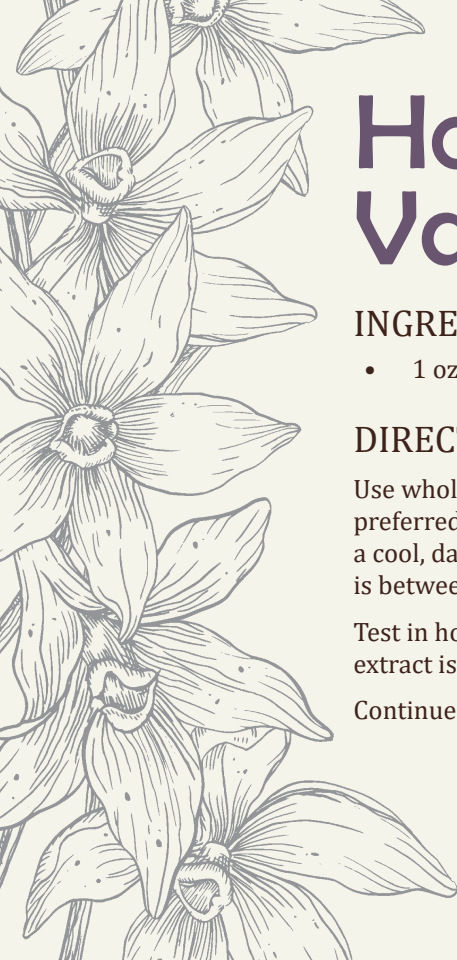 Ho
Va
INGRE
• 1 oz
DIREC
Use whol
preferred
a cool, da
is betwee
Test in ho
extract is
Continue